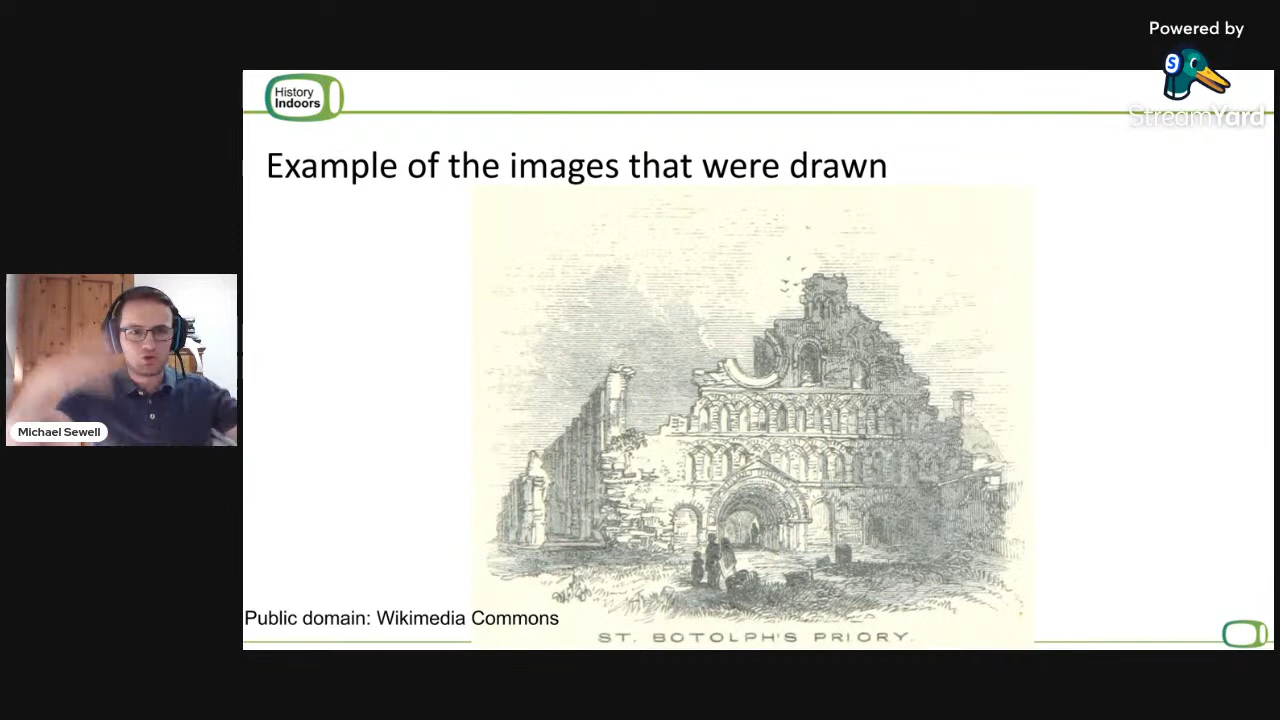 Powered by
S
StreamYard
History
Indoors
Example of the images that were drawn
Michael Sewell
Public domain: Wikimedia Commons
ST. BOTOLPH'S PRIORY.